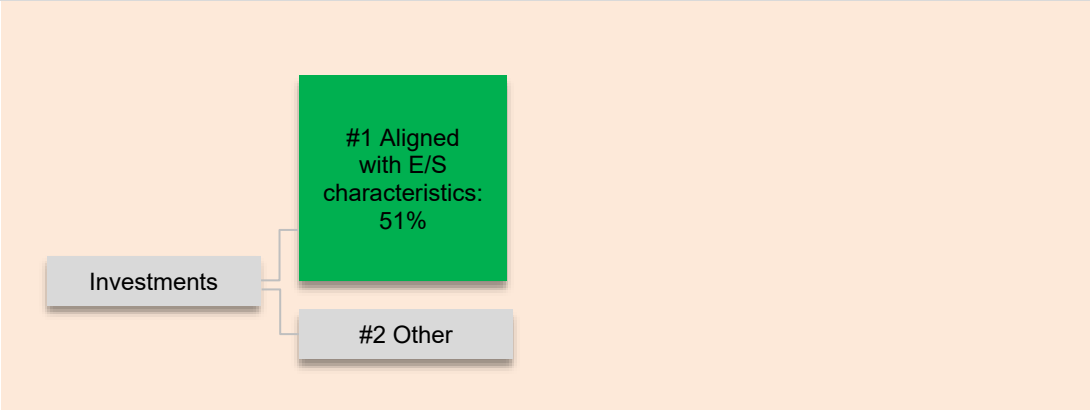 #1 Aligned
with E/S
characteristics:
51%
Investments
#2 Other